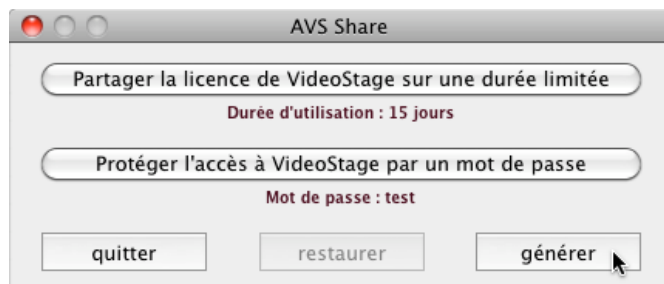 AVS Share
Partager la licence de VideoStage sur une durée limitée
Durée d'utilisation : 15 jours
Protéger l'accès à VideoStage par un mot de passe
Mot de passe : test
quitter restaurer générer